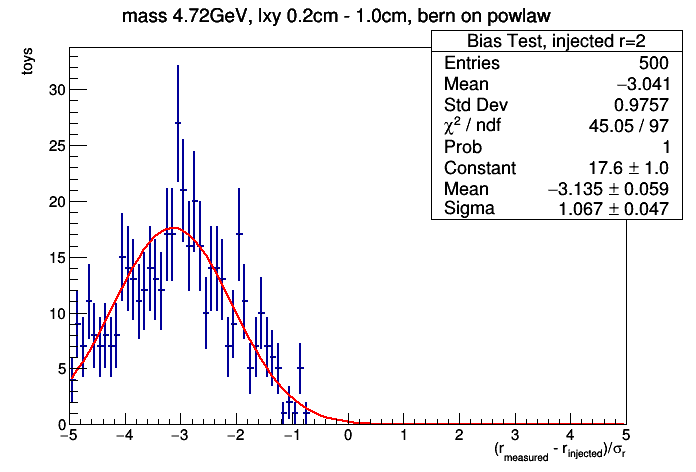 mass 4.72GeV, lxy 0.2cm - 1.0cm, bern on powlaw
toys
Bias Test, injected r=2
Entries 500
Mean −3.041
Std Dev 0.9757
χ² / ndf 45.05 / 97
Prob 1
Constant 17.6 ± 1.0
Mean −3.135 ± 0.059
Sigma 1.067 ± 0.047
30
25
20
15
10
5
0
−5 −4 −3 −2 −1 0 1 2 3 4 5
(r_measured - r_injected)/σ_r